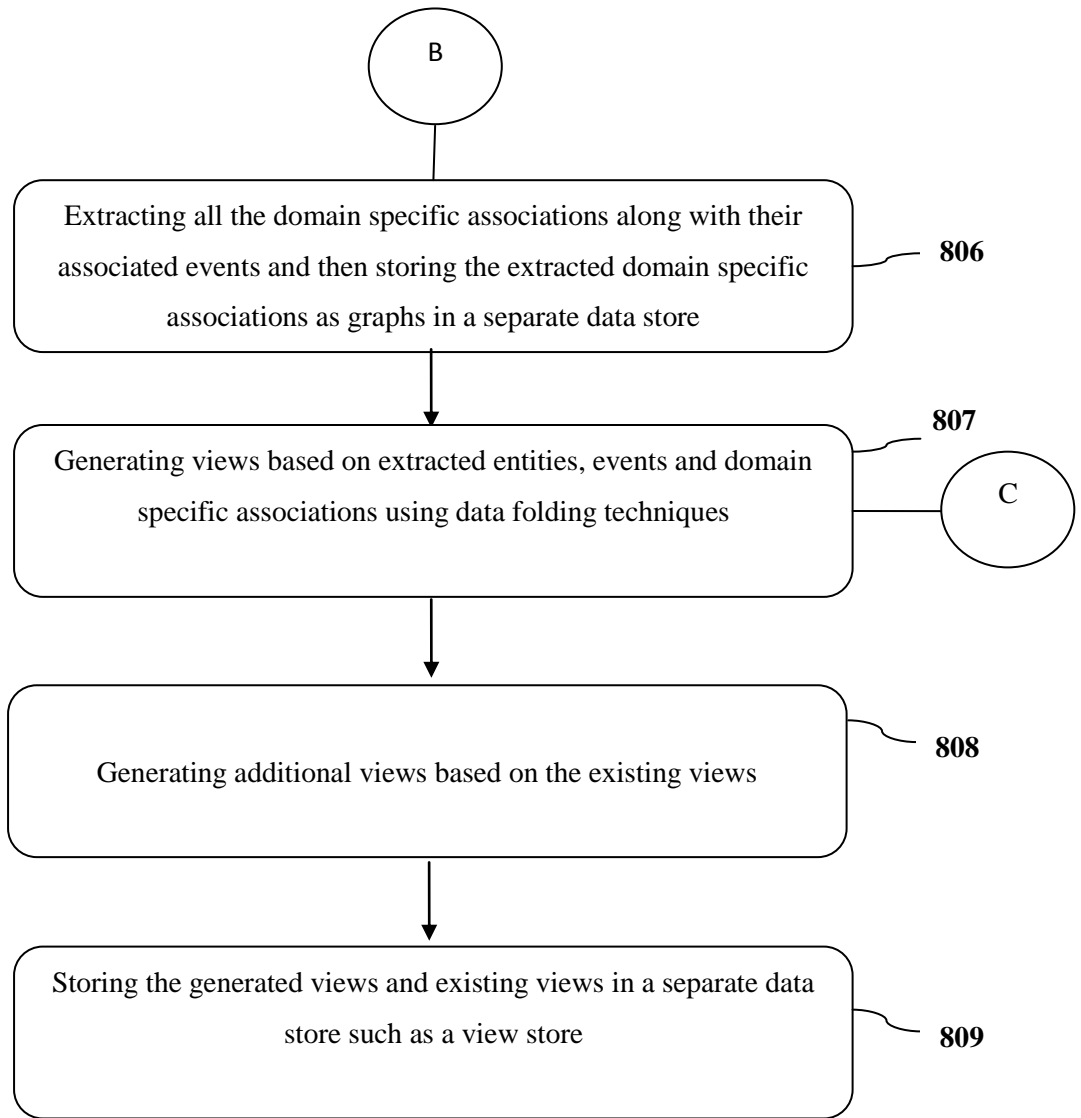 B
Extracting all the domain specific associations along with their
associated events and then storing the extracted domain specific
associations as graphs in a separate data store
806
807
Generating views based on extracted entities, events and domain
specific associations using data folding techniques
C
808
Generating additional views based on the existing views
Storing the generated views and existing views in a separate data
store such as a view store
809